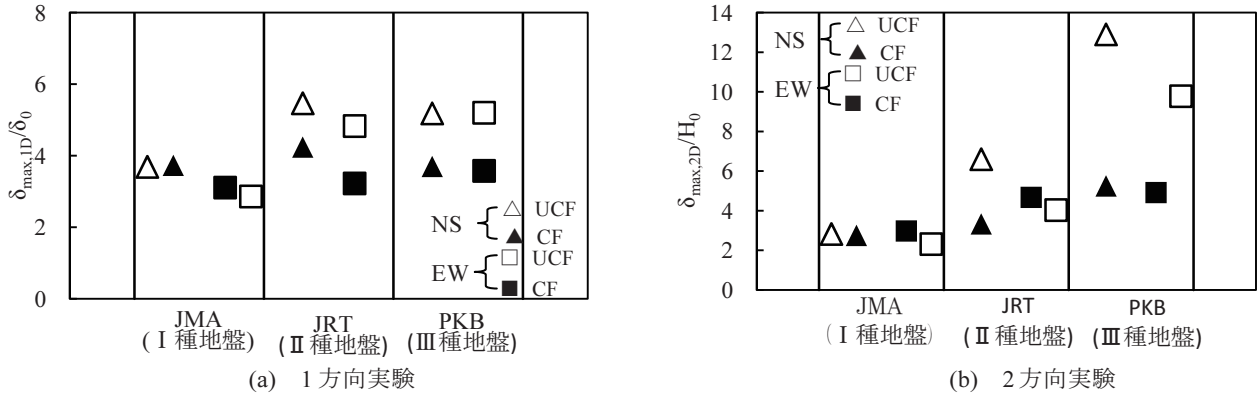 8
6
4
2
0
δmax,1D/δ0
NS
UCF
CF
EW
UCF
CF
JMA
(Ⅰ種地盤)
JRT
(Ⅱ種地盤)
PKB
(Ⅲ種地盤)
(a) 1方向実験
14
12
10
8
6
4
2
0
δmax,2D/H0
NS
UCF
CF
EW
UCF
CF
JMA
(Ⅰ種地盤)
JRT
(Ⅱ種地盤)
PKB
(Ⅲ種地盤)
(b) 2方向実験